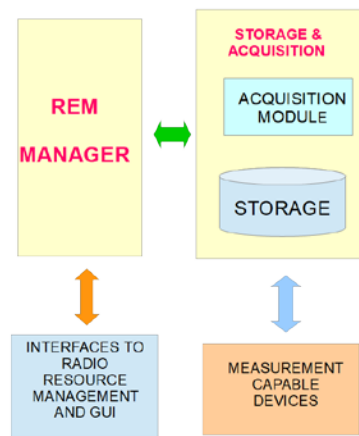 REM
MANAGER
STORAGE &
ACQUISITION
ACQUISITION
MODULE
STORAGE
INTERFACES TO
RADIO
RESOURCE
MANAGEMENT
AND GUI
MEASUREMENT
CAPABLE
DEVICES